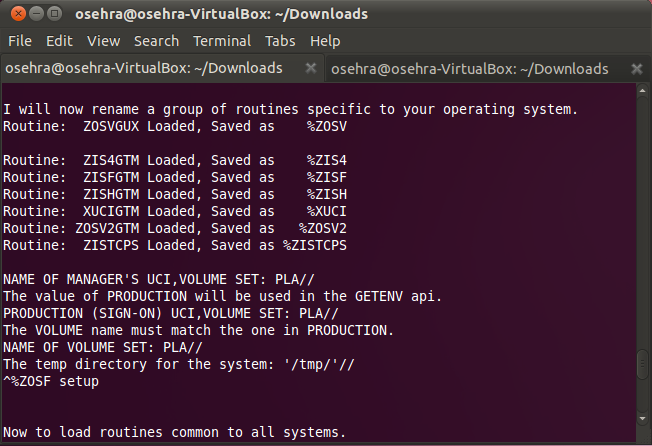 osehra@osehra-VirtualBox: ~/Downloads
File Edit View Search Terminal Tabs Help
osehra@osehra-VirtualBox: ~/Downloads osehra@osehra-VirtualBox: ~/Downloads
I will now rename a group of routines specific to your operating system.
Routine:  ZOSVGUX Loaded, Saved as    %ZOSV
Routine:  ZIS4GTM Loaded, Saved as    %ZIS4
Routine:  ZISFGTM Loaded, Saved as    %ZISF
Routine:  ZISHGTM Loaded, Saved as    %ZISH
Routine:  XUCIGTM Loaded, Saved as    %XUCI
Routine: ZOSV2GTM Loaded, Saved as   %ZOSV2
Routine:  ZISTCPS Loaded, Saved as %ZISTCPS
NAME OF MANAGER'S UCI,VOLUME SET: PLA//
The value of PRODUCTION will be used in the GETENV api.
PRODUCTION (SIGN-ON) UCI,VOLUME SET: PLA//
The VOLUME name must match the one in PRODUCTION.
NAME OF VOLUME SET: PLA//
The temp directory for the system: '/tmp/'//
^%ZOSF setup
Now to load routines common to all systems.